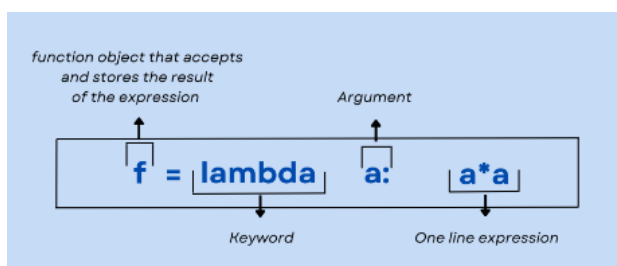 function object that accepts
and stores the result
of the expression
Argument
f = lambda a: a*a
Keyword
One line expression